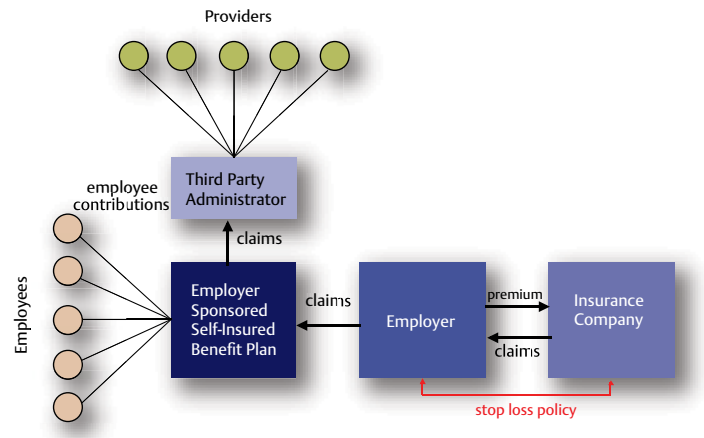 Providers
employee
contributions
Third Party
Administrator
claims
Employees
Employer
Sponsored
Self-Insured
Benefit Plan
claims
Employer
premium
claims
Insurance
Company
stop loss policy